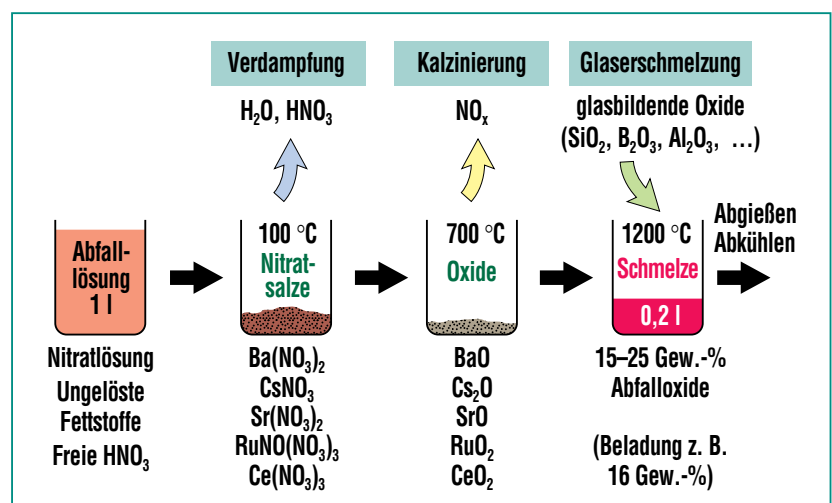 Verdampfung
Kalzinierung
Glaserschmelzung
H₂O, HNO₃
NOₓ
glasbildende Oxide
(SiO₂, B₂O₃, Al₂O₃, …)
Abfall-
lösung
1 l
100 °C
Nitrat-
salze
700 °C
Oxide
1200 °C
Schmelze
0,2 l
Abgießen
Abkühlen
Nitratlösung
Ungelöste
Fettstoffe
Freie HNO₃
Ba(NO₃)₂
CsNO₃
Sr(NO₃)₂
RuNO(NO₃)₃
Ce(NO₃)₃
BaO
Cs₂O
SrO
RuO₂
CeO₂
15–25 Gew.-%
Abfalloxide
(Beladung z. B.
16 Gew.-%)